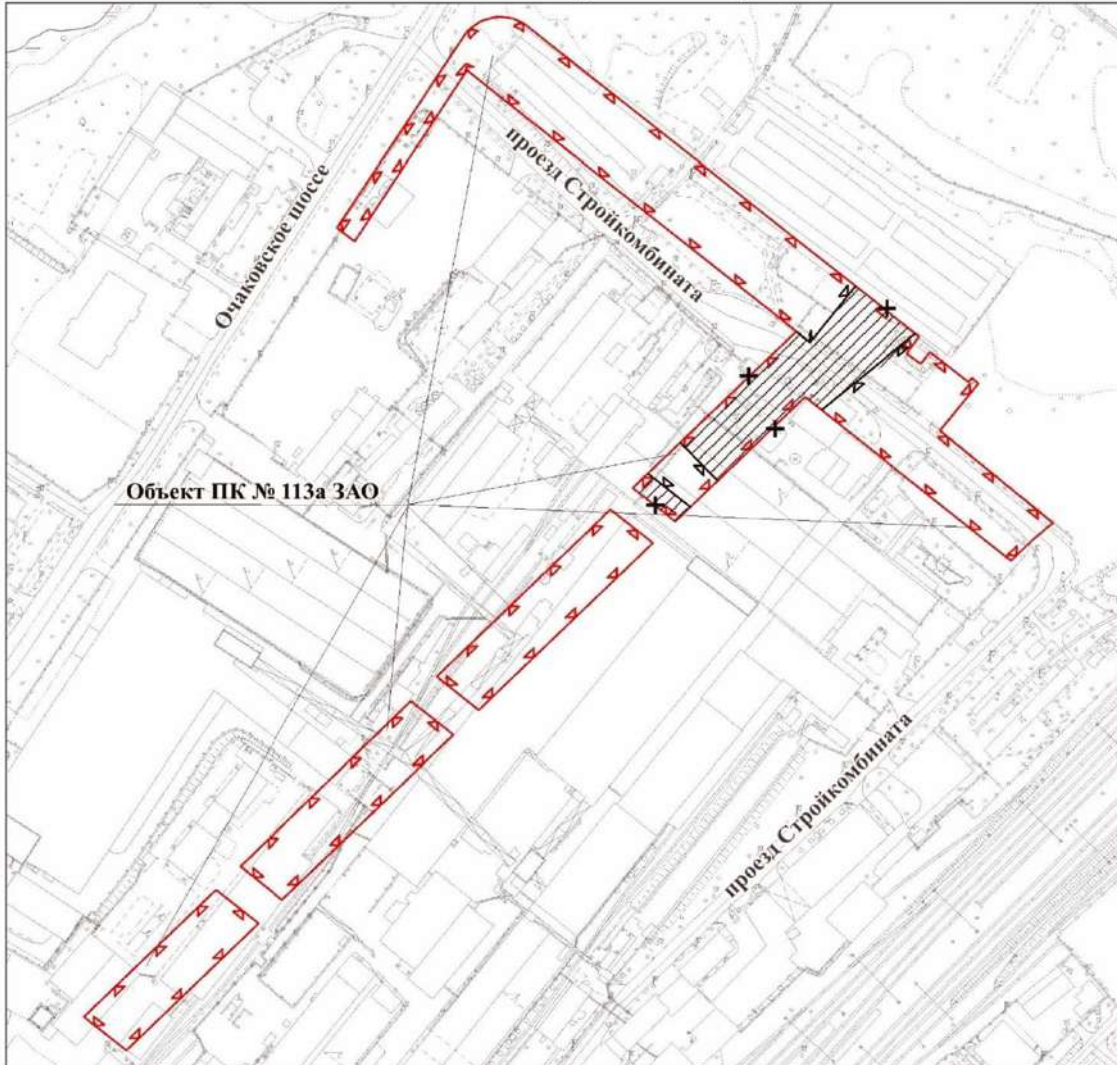 проезд Стройкомбината
Очаковское шоссе
Объект ПК № 113а ЗАО
проезд Стройкомбината